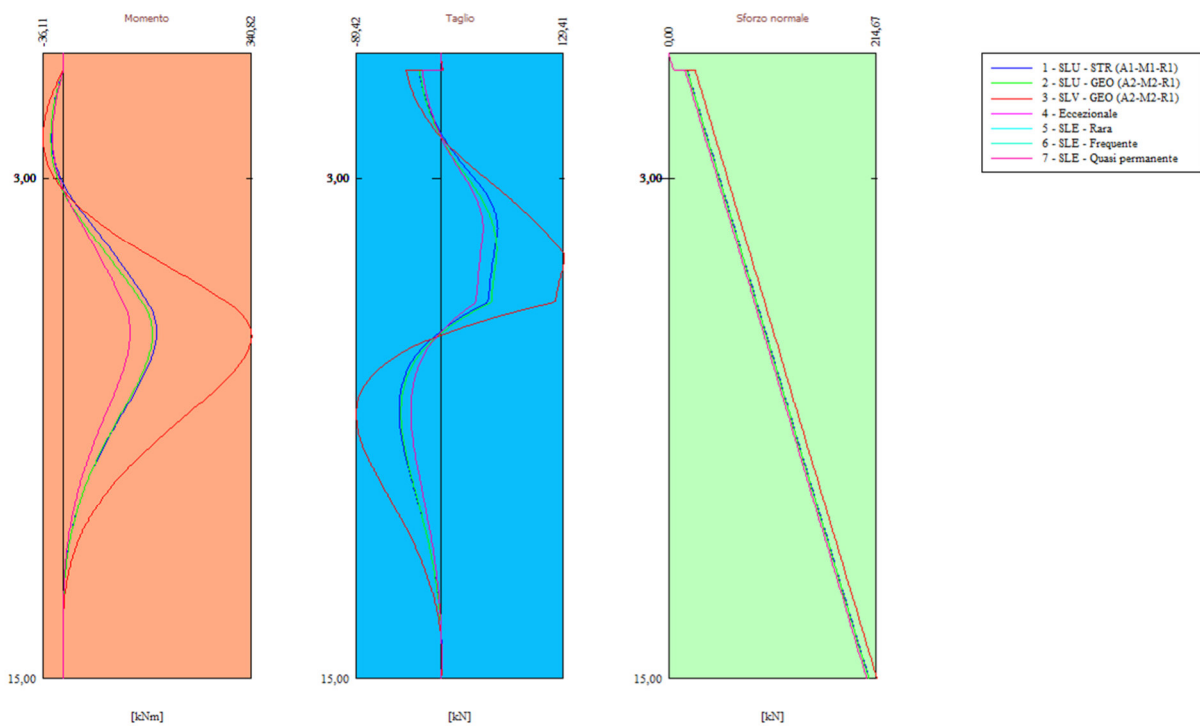 Momento
-36,11
340,82
3,00
15,00
[kNm]
Taglio
-89,42
129,41
3,00
15,00
[kN]
Sforzo normale
0,00
214,67
3,00
15,00
[kN]
1 - SLU - STR (A1-M1-R1)
2 - SLU - GEO (A2-M2-R1)
3 - SLV - GEO (A2-M2-R1)
4 - Eccezionale
5 - SLE - Rara
6 - SLE - Frequente
7 - SLE - Quasi permanente